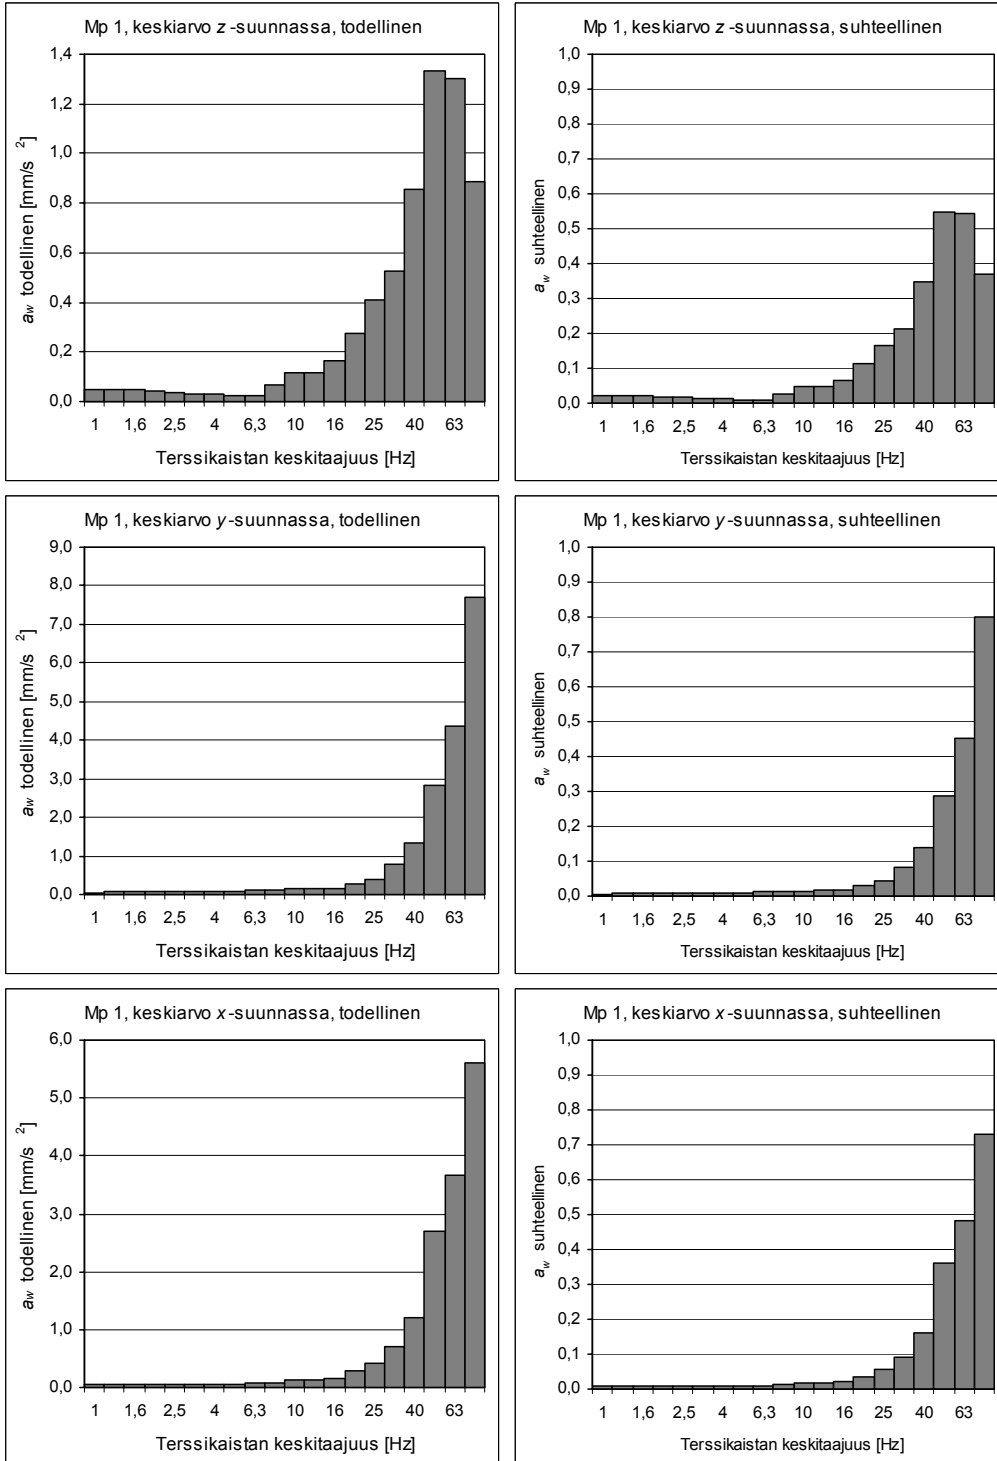 Mp 1, keskiarvo z -suunnassa, todellinen
1,4
1,2
1,0
0,8
0,6
0,4
0,2
0,0
aw todellinen [mm/s 2]
1 1,6 2,5 4 6,3 10 16 25 40 63
Terssikaistan keskitaajuus [Hz]
Mp 1, keskiarvo z -suunnassa, suhteellinen
1,0
0,9
0,8
0,7
0,6
0,5
0,4
0,3
0,2
0,1
0,0
aw suhteellinen
1 1,6 2,5 4 6,3 10 16 25 40 63
Terssikaistan keskitaajuus [Hz]
Mp 1, keskiarvo y -suunnassa, todellinen
9,0
8,0
7,0
6,0
5,0
4,0
3,0
2,0
1,0
0,0
aw todellinen [mm/s 2]
1 1,6 2,5 4 6,3 10 16 25 40 63
Terssikaistan keskitaajuus [Hz]
Mp 1, keskiarvo y -suunnassa, suhteellinen
1,0
0,9
0,8
0,7
0,6
0,5
0,4
0,3
0,2
0,1
0,0
aw suhteellinen
1 1,6 2,5 4 6,3 10 16 25 40 63
Terssikaistan keskitaajuus [Hz]
Mp 1, keskiarvo x -suunnassa, todellinen
6,0
5,0
4,0
3,0
2,0
1,0
0,0
aw todellinen [mm/s 2]
1 1,6 2,5 4 6,3 10 16 25 40 63
Terssikaistan keskitaajuus [Hz]
Mp 1, keskiarvo x -suunnassa, suhteellinen
1,0
0,9
0,8
0,7
0,6
0,5
0,4
0,3
0,2
0,1
0,0
aw suhteellinen
1 1,6 2,5 4 6,3 10 16 25 40 63
Terssikaistan keskitaajuus [Hz]